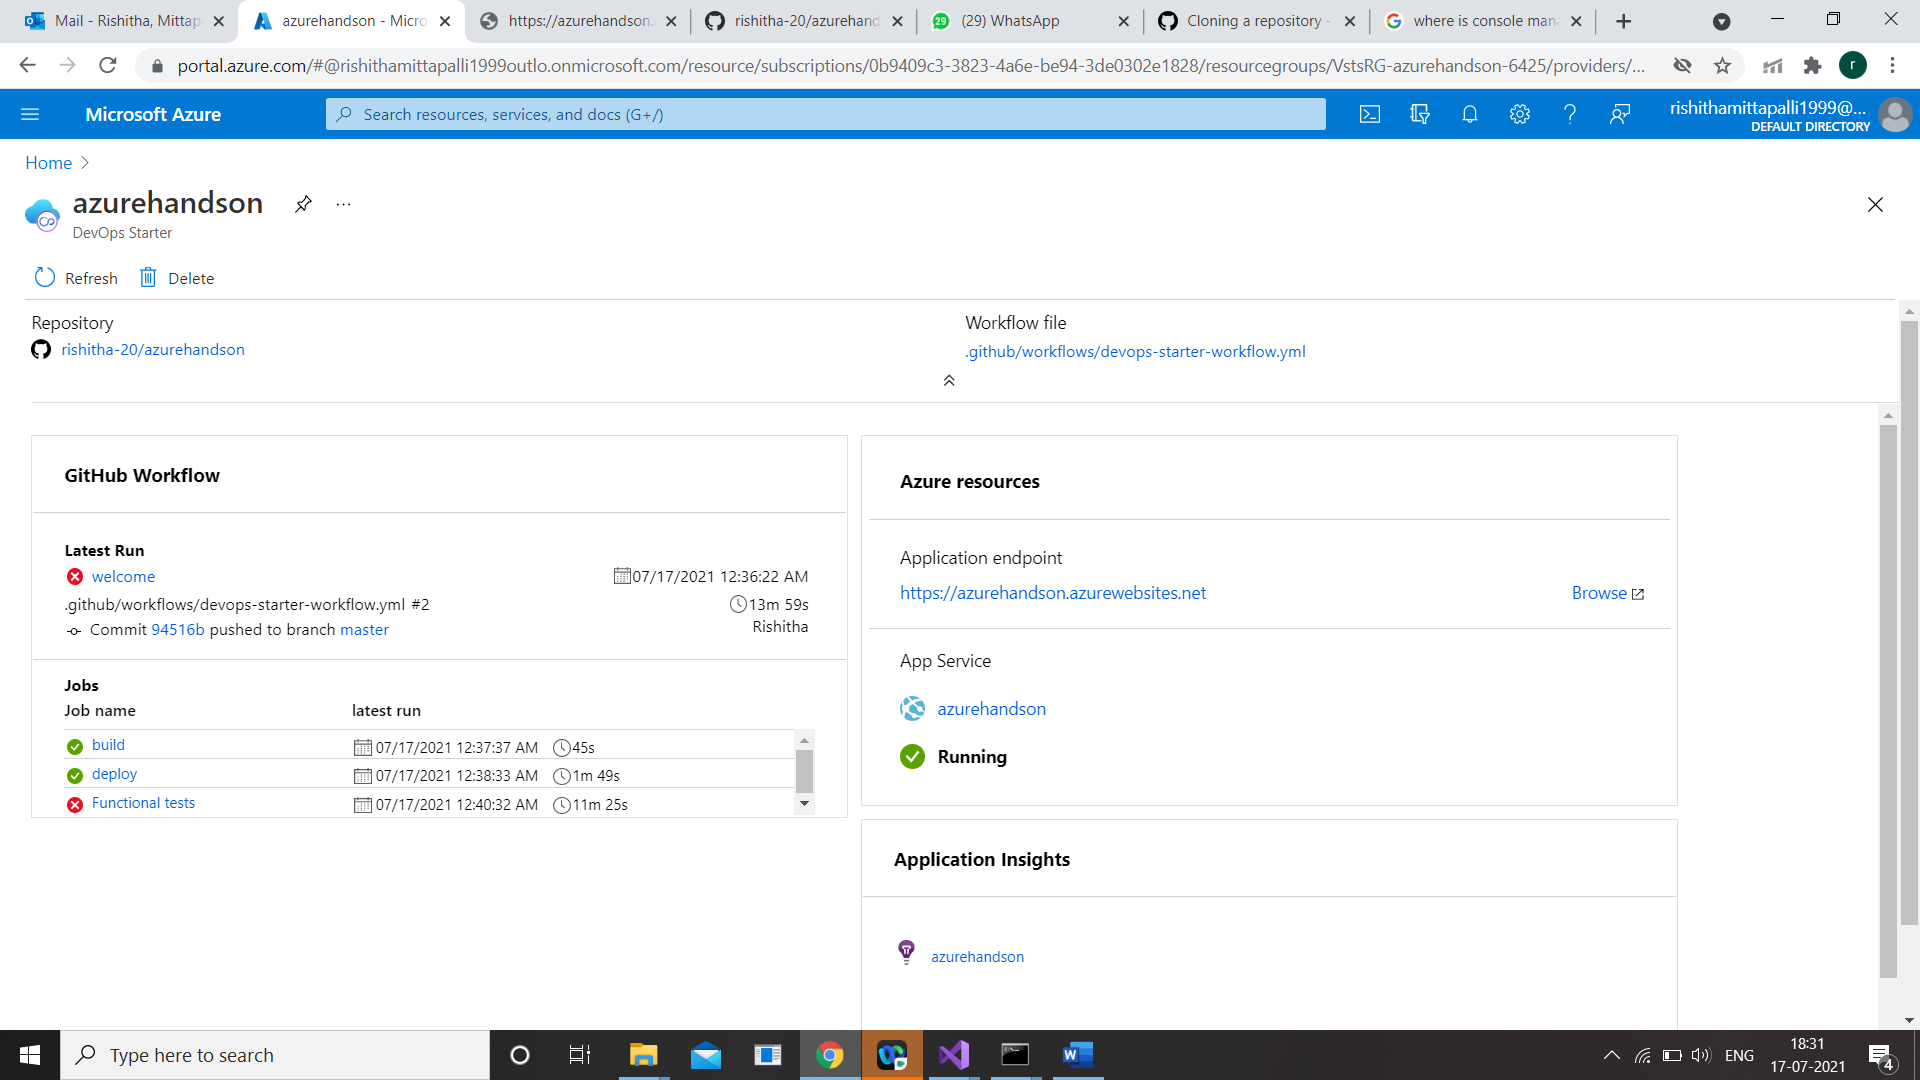 Mail - Rishitha, Mittap
azurehandson - Micro
https://azurehandson.
rishitha-20/azurehand
(29) WhatsApp
Cloning a repository -
where is console man
portal.azure.com/#@rishithamittapalli1999outlo.onmicrosoft.com/resource/subscriptions/0b9409c3-3823-4a6e-be94-3de0302e1828/resourcegroups/VstsRG-azurehandson-6425/providers/...
r
Microsoft Azure
Search resources, services, and docs (G+/)
rishithamittapalli1999@...
DEFAULT DIRECTORY
Home
azurehandson
DevOps Starter
Refresh
Delete
Repository
rishitha-20/azurehandson
Workflow file
.github/workflows/devops-starter-workflow.yml
GitHub Workflow
Latest Run
welcome
07/17/2021 12:36:22 AM
.github/workflows/devops-starter-workflow.yml #2
13m 59s
Commit 94516b pushed to branch master
Rishitha
Jobs
Job name
latest run
build
07/17/2021 12:37:37 AM
45s
deploy
07/17/2021 12:38:33 AM
1m 49s
Functional tests
07/17/2021 12:40:32 AM
11m 25s
Azure resources
Application endpoint
https://azurehandson.azurewebsites.net
Browse
App Service
azurehandson
Running
Application Insights
azurehandson
Type here to search
ENG
18:31
17-07-2021
4